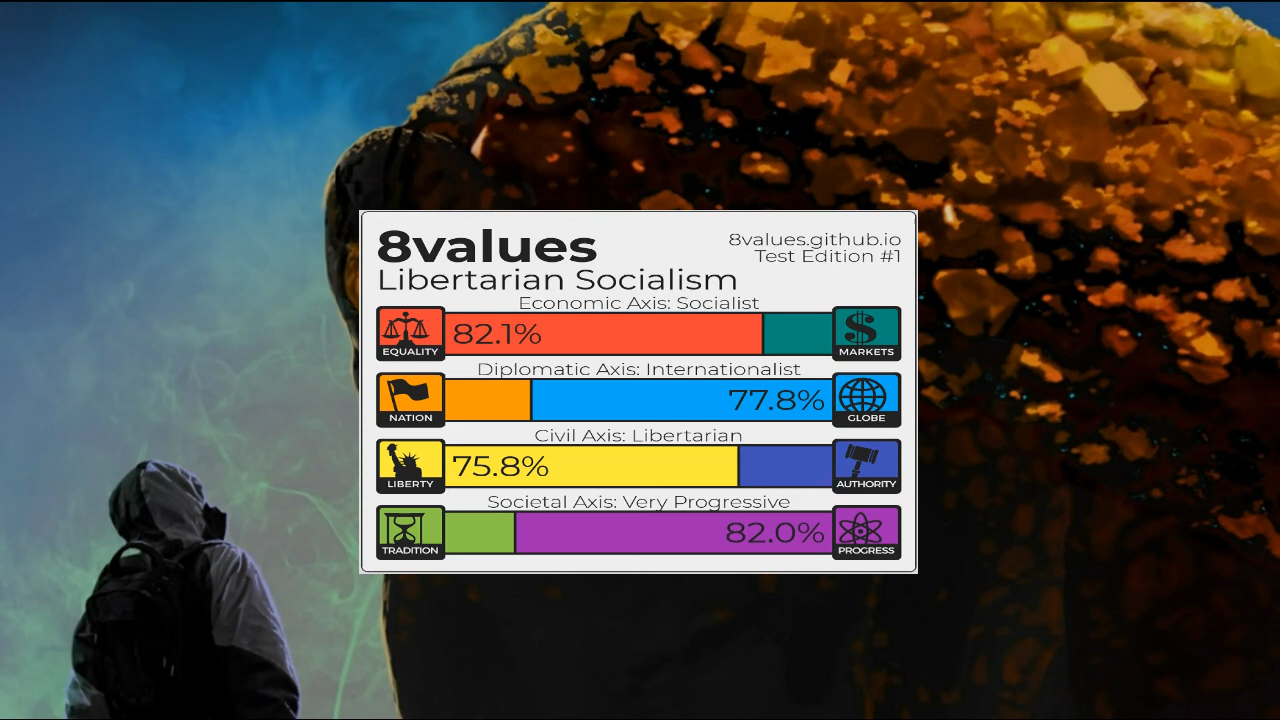 8values
8values.github.io
Test Edition #1
Libertarian Socialism
Economic Axis: Socialist
EQUALITY
82.1%
MARKETS
Diplomatic Axis: Internationalist
NATION
77.8%
GLOBE
Civil Axis: Libertarian
LIBERTY
75.8%
AUTHORITY
Societal Axis: Very Progressive
TRADITION
82.0%
PROGRESS